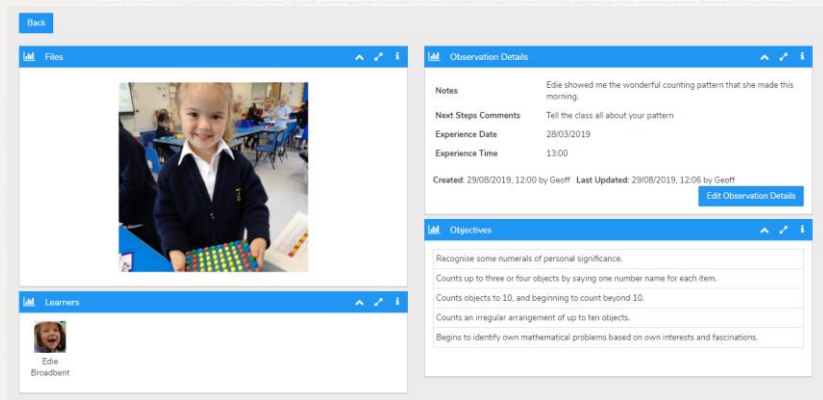 Back
Files
Observation Details
Notes
Edie showed me the wonderful counting pattern that she made this
morning.
Next Steps Comments
Tell the class all about your pattern
Experience Date
28/03/2019
Experience Time
13:00
Created: 29/08/2019, 12:00 by Geoff Last Updated: 29/08/2019, 12:06 by Geoff
Edit Observation Details
Objectives
Recognise some numerals of personal significance.
Counts up to three or four objects by saying one number name for each item.
Counts objects to 10, and beginning to count beyond 10.
Counts an irregular arrangement of up to ten objects.
Begins to identify own mathematical problems based on own interests and fascinations.
Learners
Edie
Broadbent